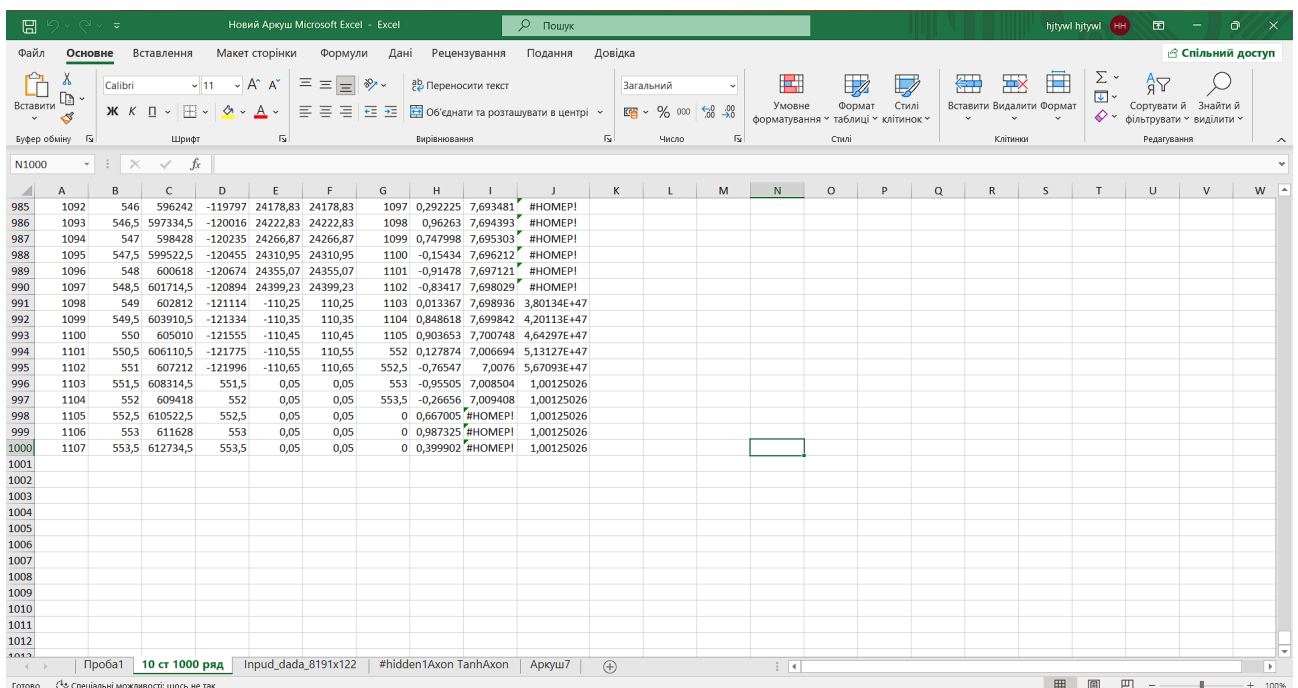 Новий Аркуш Microsoft Excel - Excel
Пошук
hjtywl hjtywl
HH
Файл Основне Вставлення Макет сторінки Формули Дані Рецензування Подання Довідка
Спільний доступ
Вставити
Calibri 11
Переносити текст
Загальний
Ж К П
Об'єднати та розташувати в центрі
% 000
Умовне форматування
Формат таблиці
Стилі клітинок
Вставити Видалити Формат
Сортувати й фільтрувати
Знайти й виділити
Буфер обміну Шрифт Вирівнювання Число Стилі Клітинки Редагування
N1000 fx
A B C D E F G H I J K L M N O P Q R S T U V W
985 1092 546 596242 -119797 24178,83 24178,83 1097 0,292225 7,693481 #НОМЕР!
986 1093 546,5 597334,5 -120016 24222,83 24222,83 1098 0,96263 7,694393 #НОМЕР!
987 1094 547 598428 -120235 24266,87 24266,87 1099 0,747998 7,695303 #НОМЕР!
988 1095 547,5 599522,5 -120455 24310,95 24310,95 1100 -0,15434 7,696212 #НОМЕР!
989 1096 548 600618 -120674 24355,07 24355,07 1101 -0,91478 7,697121 #НОМЕР!
990 1097 548,5 601714,5 -120894 24399,23 24399,23 1102 -0,83417 7,698029 #НОМЕР!
991 1098 549 602812 -121114 -110,25 110,25 1103 0,013367 7,698936 3,80134E+47
992 1099 549,5 603910,5 -121334 -110,35 110,35 1104 0,848618 7,699842 4,20113E+47
993 1100 550 605010 -121555 -110,45 110,45 1105 0,903653 7,700748 4,64297E+47
994 1101 550,5 606110,5 -121775 -110,55 110,55 552 0,127874 7,006694 5,13127E+47
995 1102 551 607212 -121996 -110,65 110,65 552,5 -0,76547 7,0076 5,67093E+47
996 1103 551,5 608314,5 551,5 0,05 0,05 553 -0,95505 7,008504 1,00125026
997 1104 552 609418 552 0,05 0,05 553,5 -0,26656 7,009408 1,00125026
998 1105 552,5 610522,5 552,5 0,05 0,05 0 0,667005 #НОМЕР! 1,00125026
999 1106 553 611628 553 0,05 0,05 0 0,987325 #НОМЕР! 1,00125026
1000 1107 553,5 612734,5 553,5 0,05 0,05 0 0,399902 #НОМЕР! 1,00125026
1001
1002
1003
1004
1005
1006
1007
1008
1009
1010
1011
1012
1013
Проба1 10 ст 1000 ряд Inpud_dada_8191x122 #hidden1Axon TanhAxon Аркуш7
Готово Спеціальні можливості: щось не так 100%